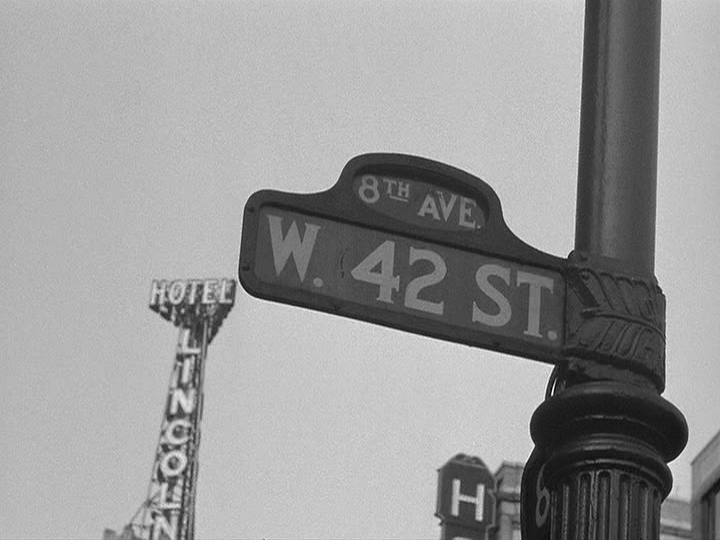 8TH AVE.
W. 42 ST.
HOTEL
LINCOLN
H